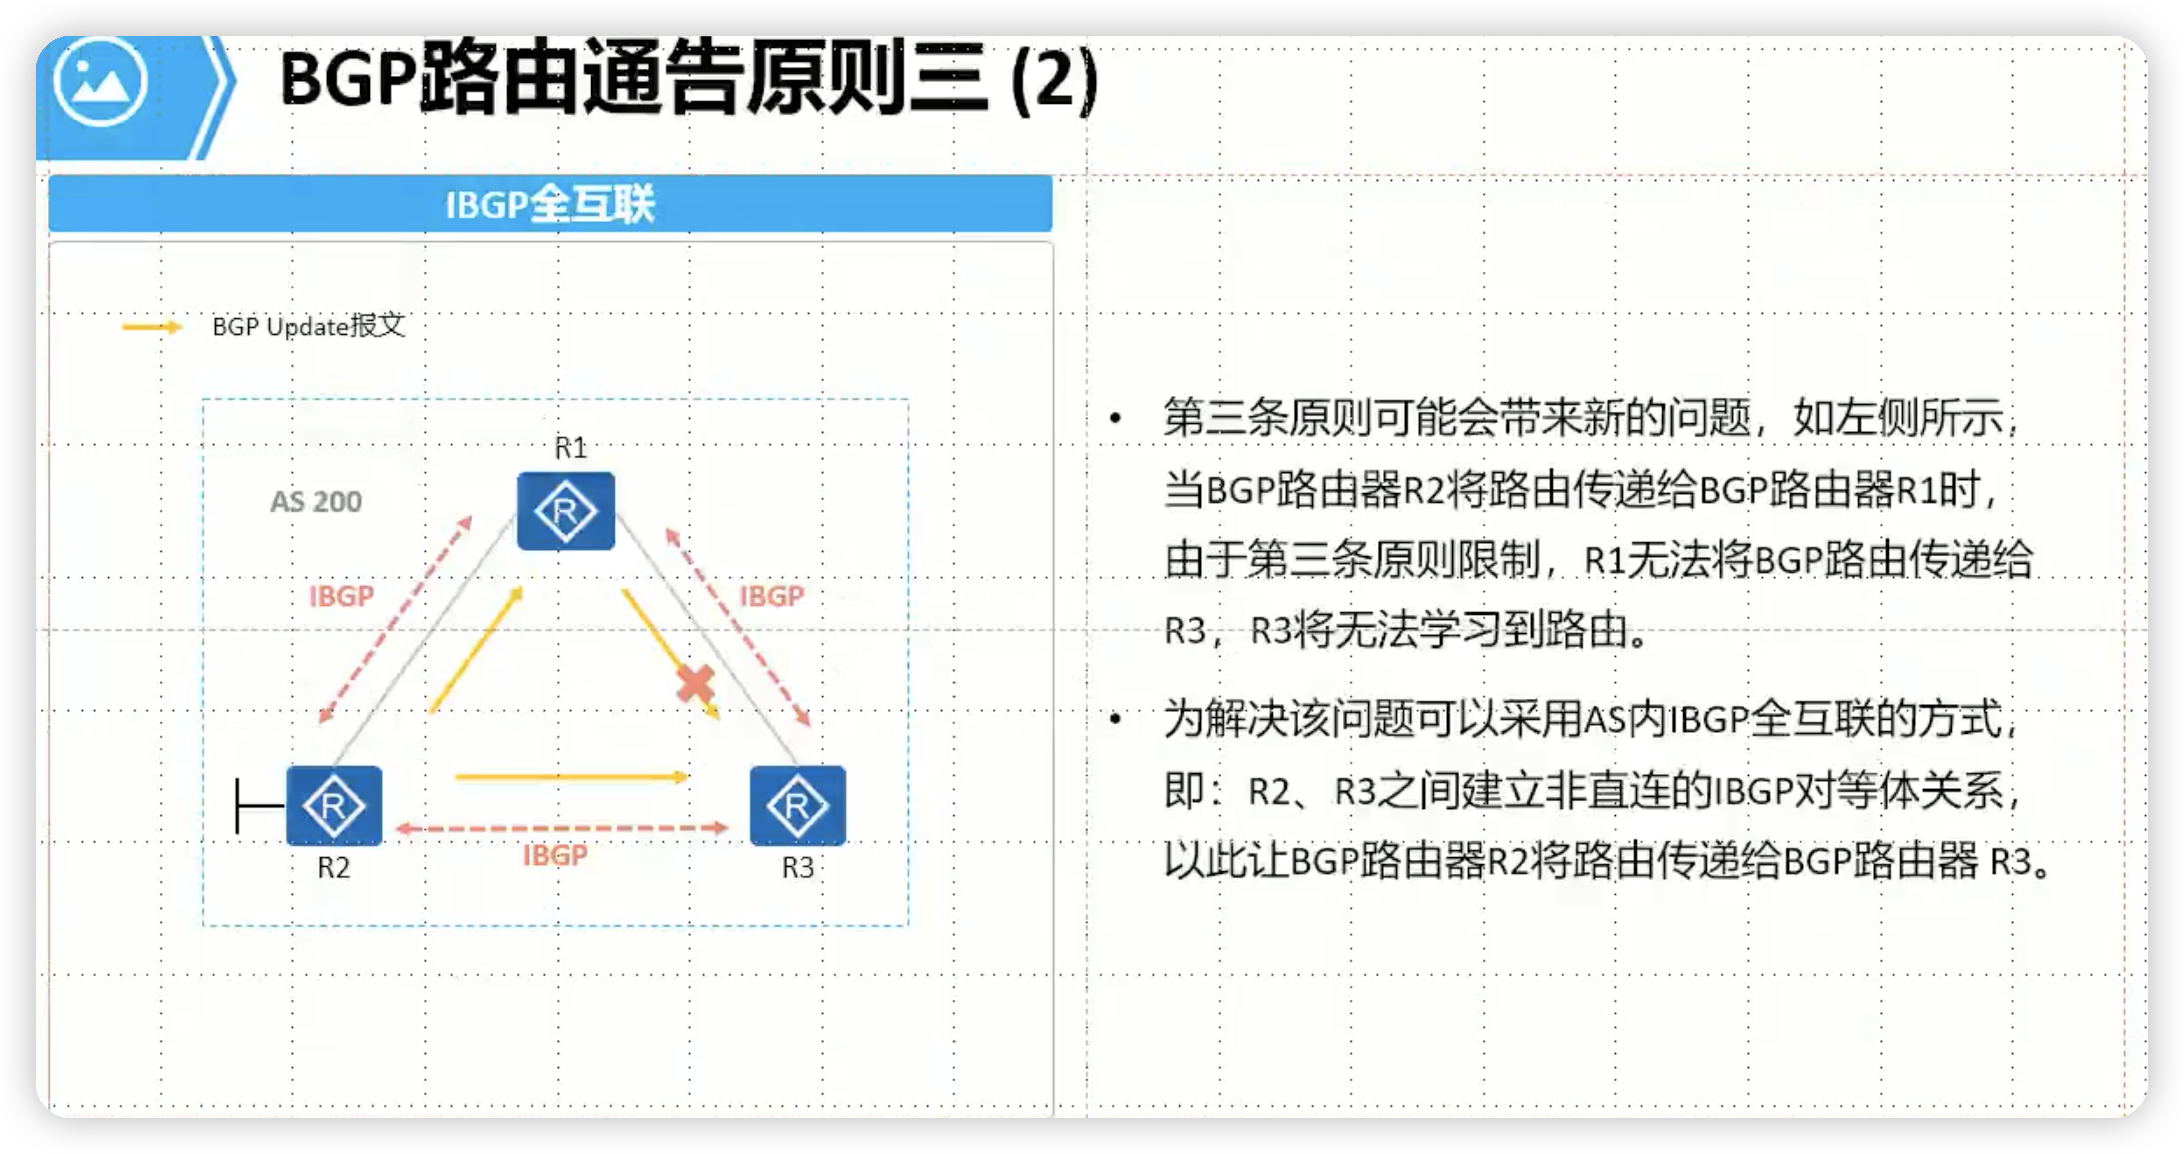 BGP路由通告原则三 (2)
IBGP全互联
BGP Update报文
R1
AS 200
IBGP
IBGP
R
R
R
IBGP
R2
R3
• 第三条原则可能会带来新的问题，如左侧所示，
当BGP路由器R2将路由传递给BGP路由器R1时，
由于第三条原则限制，R1无法将BGP路由传递给
R3，R3将无法学习到路由。
• 为解决该问题可以采用AS内IBGP全互联的方式，
即：R2、R3之间建立非直连的IBGP对等体关系，
以此让BGP路由器R2将路由传递给BGP路由器 R3。